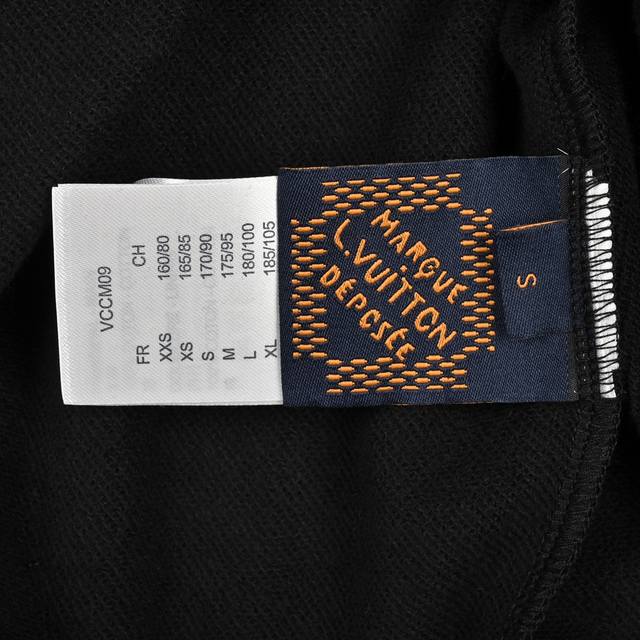 VCCM09
FR CH
XXS 160/80
XS 165/85
S 170/90
M 175/95
L 180/100
XL 185/105
MARQUE
L.VUITTON
DÉPOSÉE
S